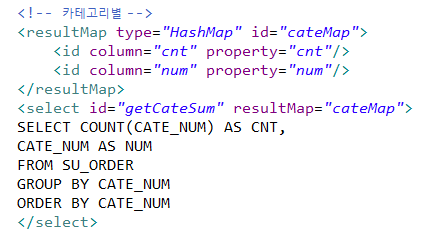 <!-- 카테고리별 -->
<resultMap type="HashMap" id="cateMap">
<id column="cnt" property="cnt"/>
<id column="num" property="num"/>
</resultMap>
<select id="getCateSum" resultMap="cateMap">
SELECT COUNT(CATE_NUM) AS CNT,
CATE_NUM AS NUM
FROM SU_ORDER
GROUP BY CATE_NUM
ORDER BY CATE_NUM
</select>